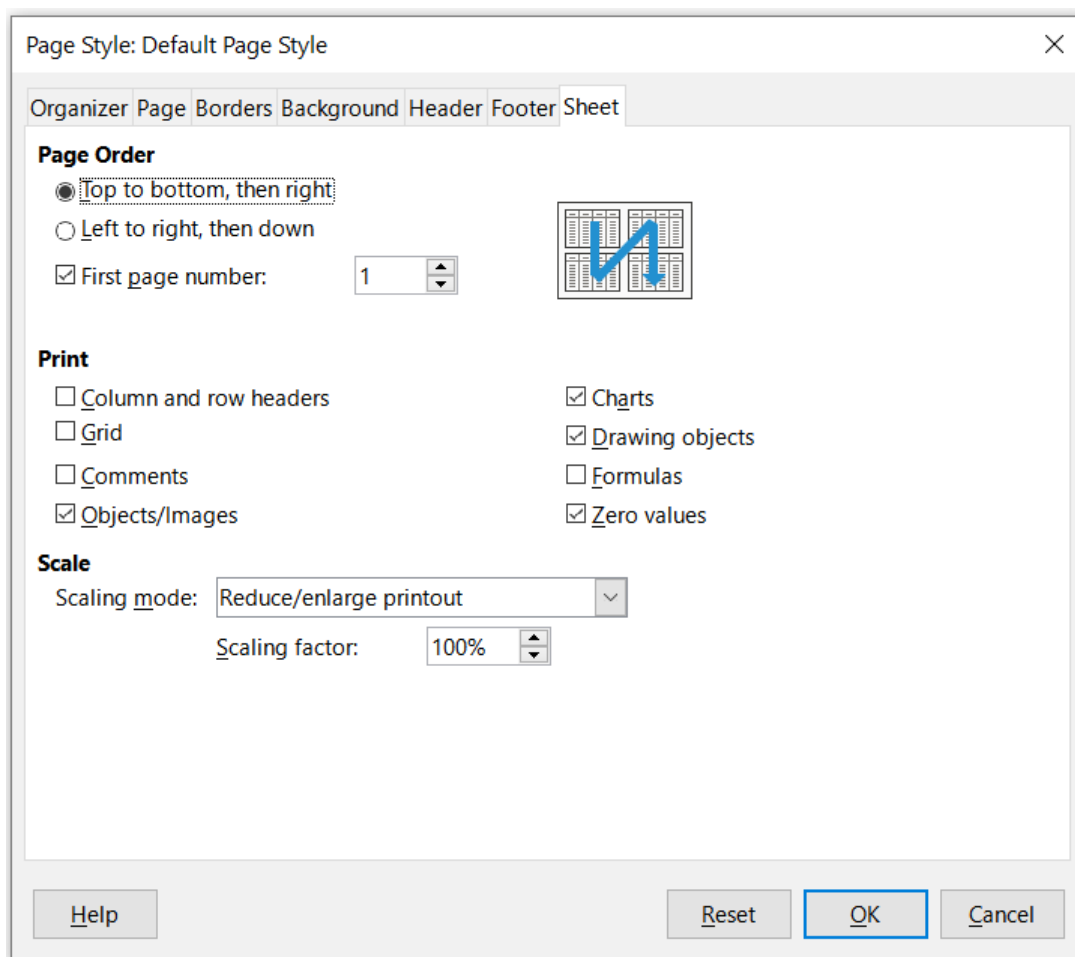 Page Style: Default Page Style
Organizer Page Borders Background Header Footer Sheet
Page Order
Top to bottom, then right
Left to right, then down
First page number: 1
Print
Column and row headers
Grid
Comments
Objects/Images
Charts
Drawing objects
Formulas
Zero values
Scale
Scaling mode: Reduce/enlarge printout
Scaling factor: 100%
Help Reset OK Cancel